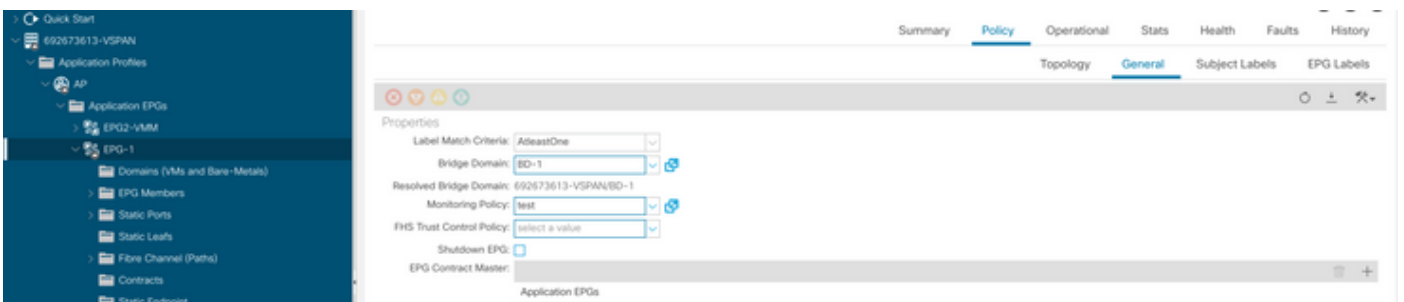 Quick Start
692673613-VSPAN
Application Profiles
AP
Application EPGs
EPG2-VMM
EPG-1
Domains (VMs and Bare-Metals)
EPG Members
Static Ports
Static Leafs
Fibre Channel (Paths)
Contracts
Static Endpoint
Summary Policy Operational Stats Health Faults History
Topology General Subject Labels EPG Labels
Properties
Label Match Criteria: AtleastOne
Bridge Domain: BD-1
Resolved Bridge Domain: 692673613-VSPAN/BD-1
Monitoring Policy: test
FHS Trust Control Policy: select a value
Shutdown EPG:
EPG Contract Master:
Application EPGs